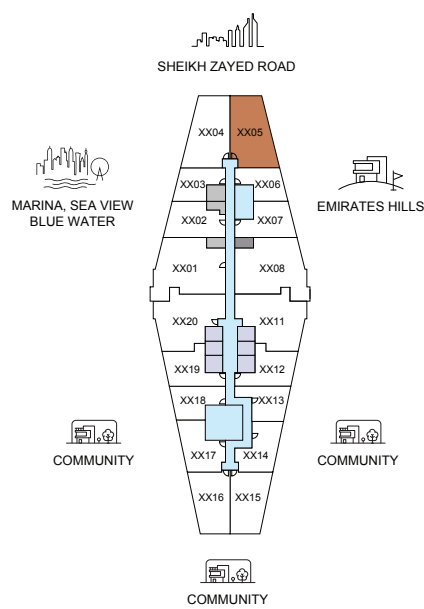 SHEIKH ZAYED ROAD
XX04
XX05
MARINA, SEA VIEW
BLUE WATER
EMIRATES HILLS
XX03
XX06
XX02
XX07
XX01
XX08
XX20
XX11
XX19
XX12
XX18
XX13
COMMUNITY
COMMUNITY
XX17
XX14
XX16
XX15
COMMUNITY